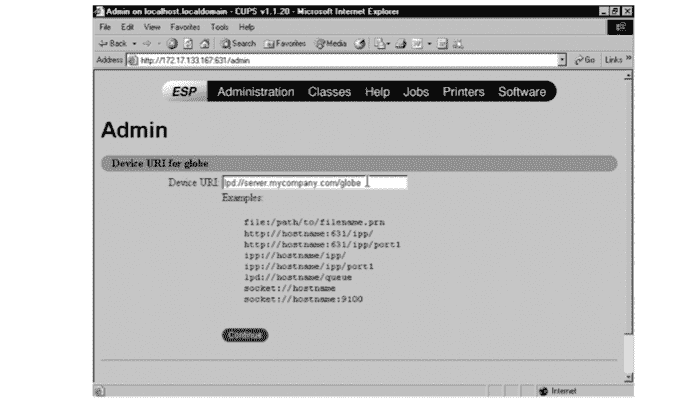 Admin on localhost.localdomain - CUPS v1.1.20 - Microsoft Internet Explorer
File Edit View Favorites Tools Help
Back Search Favorites Media
Address http://172.17.133.167:631/admin Go Links »
ESP Administration Classes Help Jobs Printers Software
Admin
Device URI for globe
Device URI: lpd://server.mycompany.com/globe
Examples:
file:/path/to/filename.prn
http://hostname:631/ipp/
http://hostname:631/ipp/port1
ipp://hostname/ipp/
ipp://hostname/ipp/port1
lpd://hostname/queue
socket://hostname
socket://hostname:9100
Internet